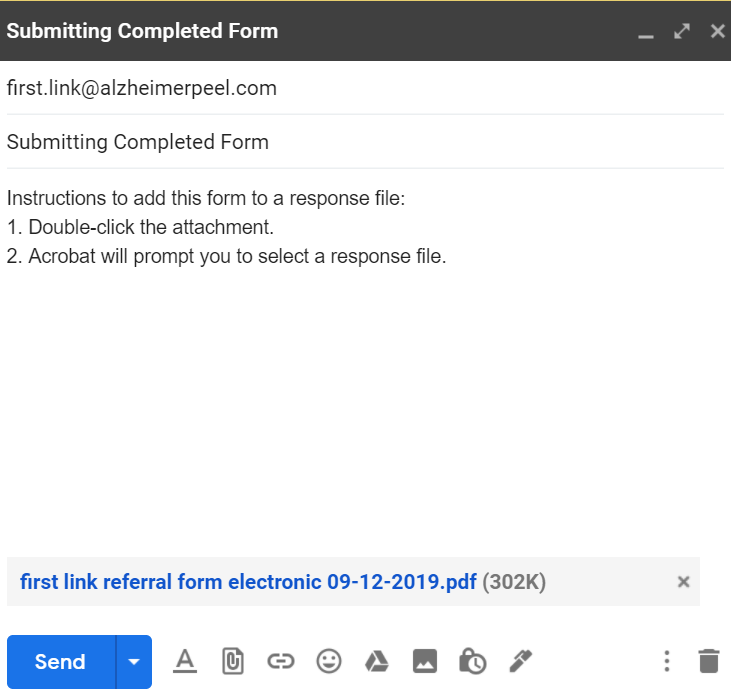 Submitting Completed Form
first.link@alzheimerpeel.com
Submitting Completed Form
Instructions to add this form to a response file:
1. Double-click the attachment.
2. Acrobat will prompt you to select a response file.
first link referral form electronic 09-12-2019.pdf (302K)
Send